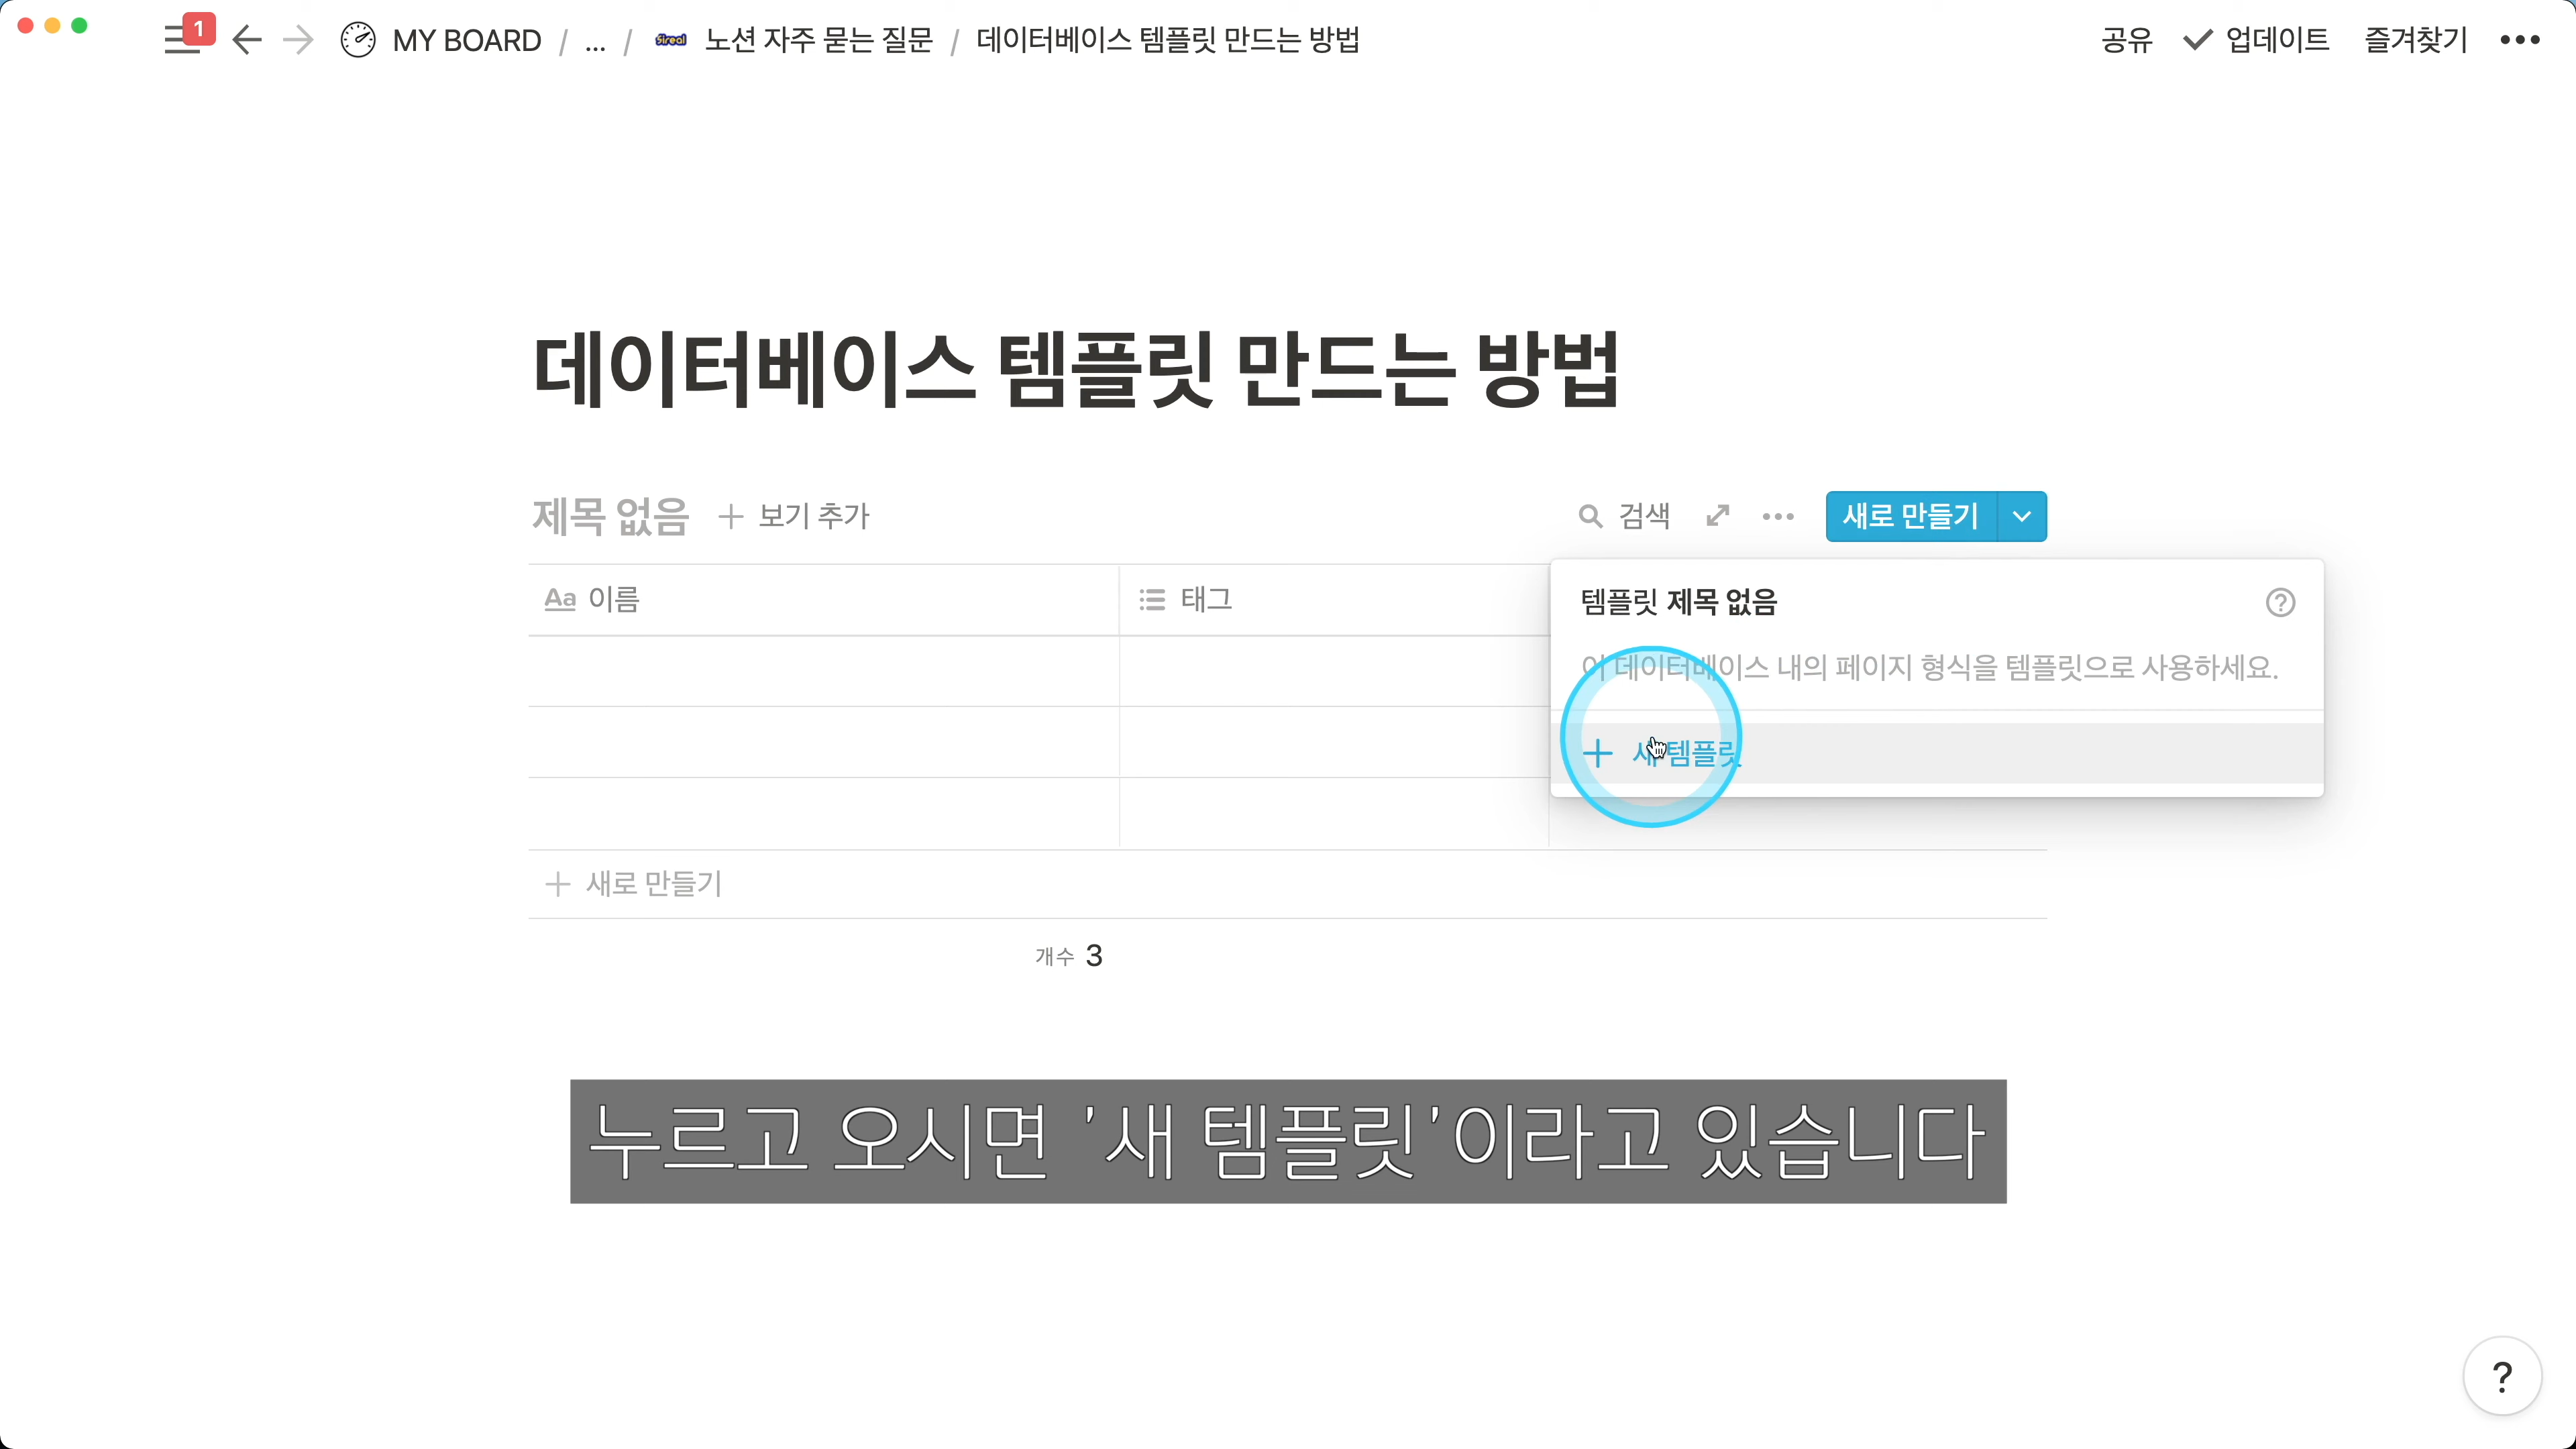 1
MY BOARD / ... / sireal 노션 자주 묻는 질문 / 데이터베이스 템플릿 만드는 방법
공유 업데이트 즐겨찾기
데이터베이스 템플릿 만드는 방법
제목 없음 + 보기 추가
검색 새로 만들기
Aa 이름 태그
템플릿 제목 없음 ?
이 데이터베이스 내의 페이지 형식을 템플릿으로 사용하세요.
+ 새 템플릿
+ 새로 만들기
개수 3
누르고 오시면 '새 템플릿'이라고 있습니다
?